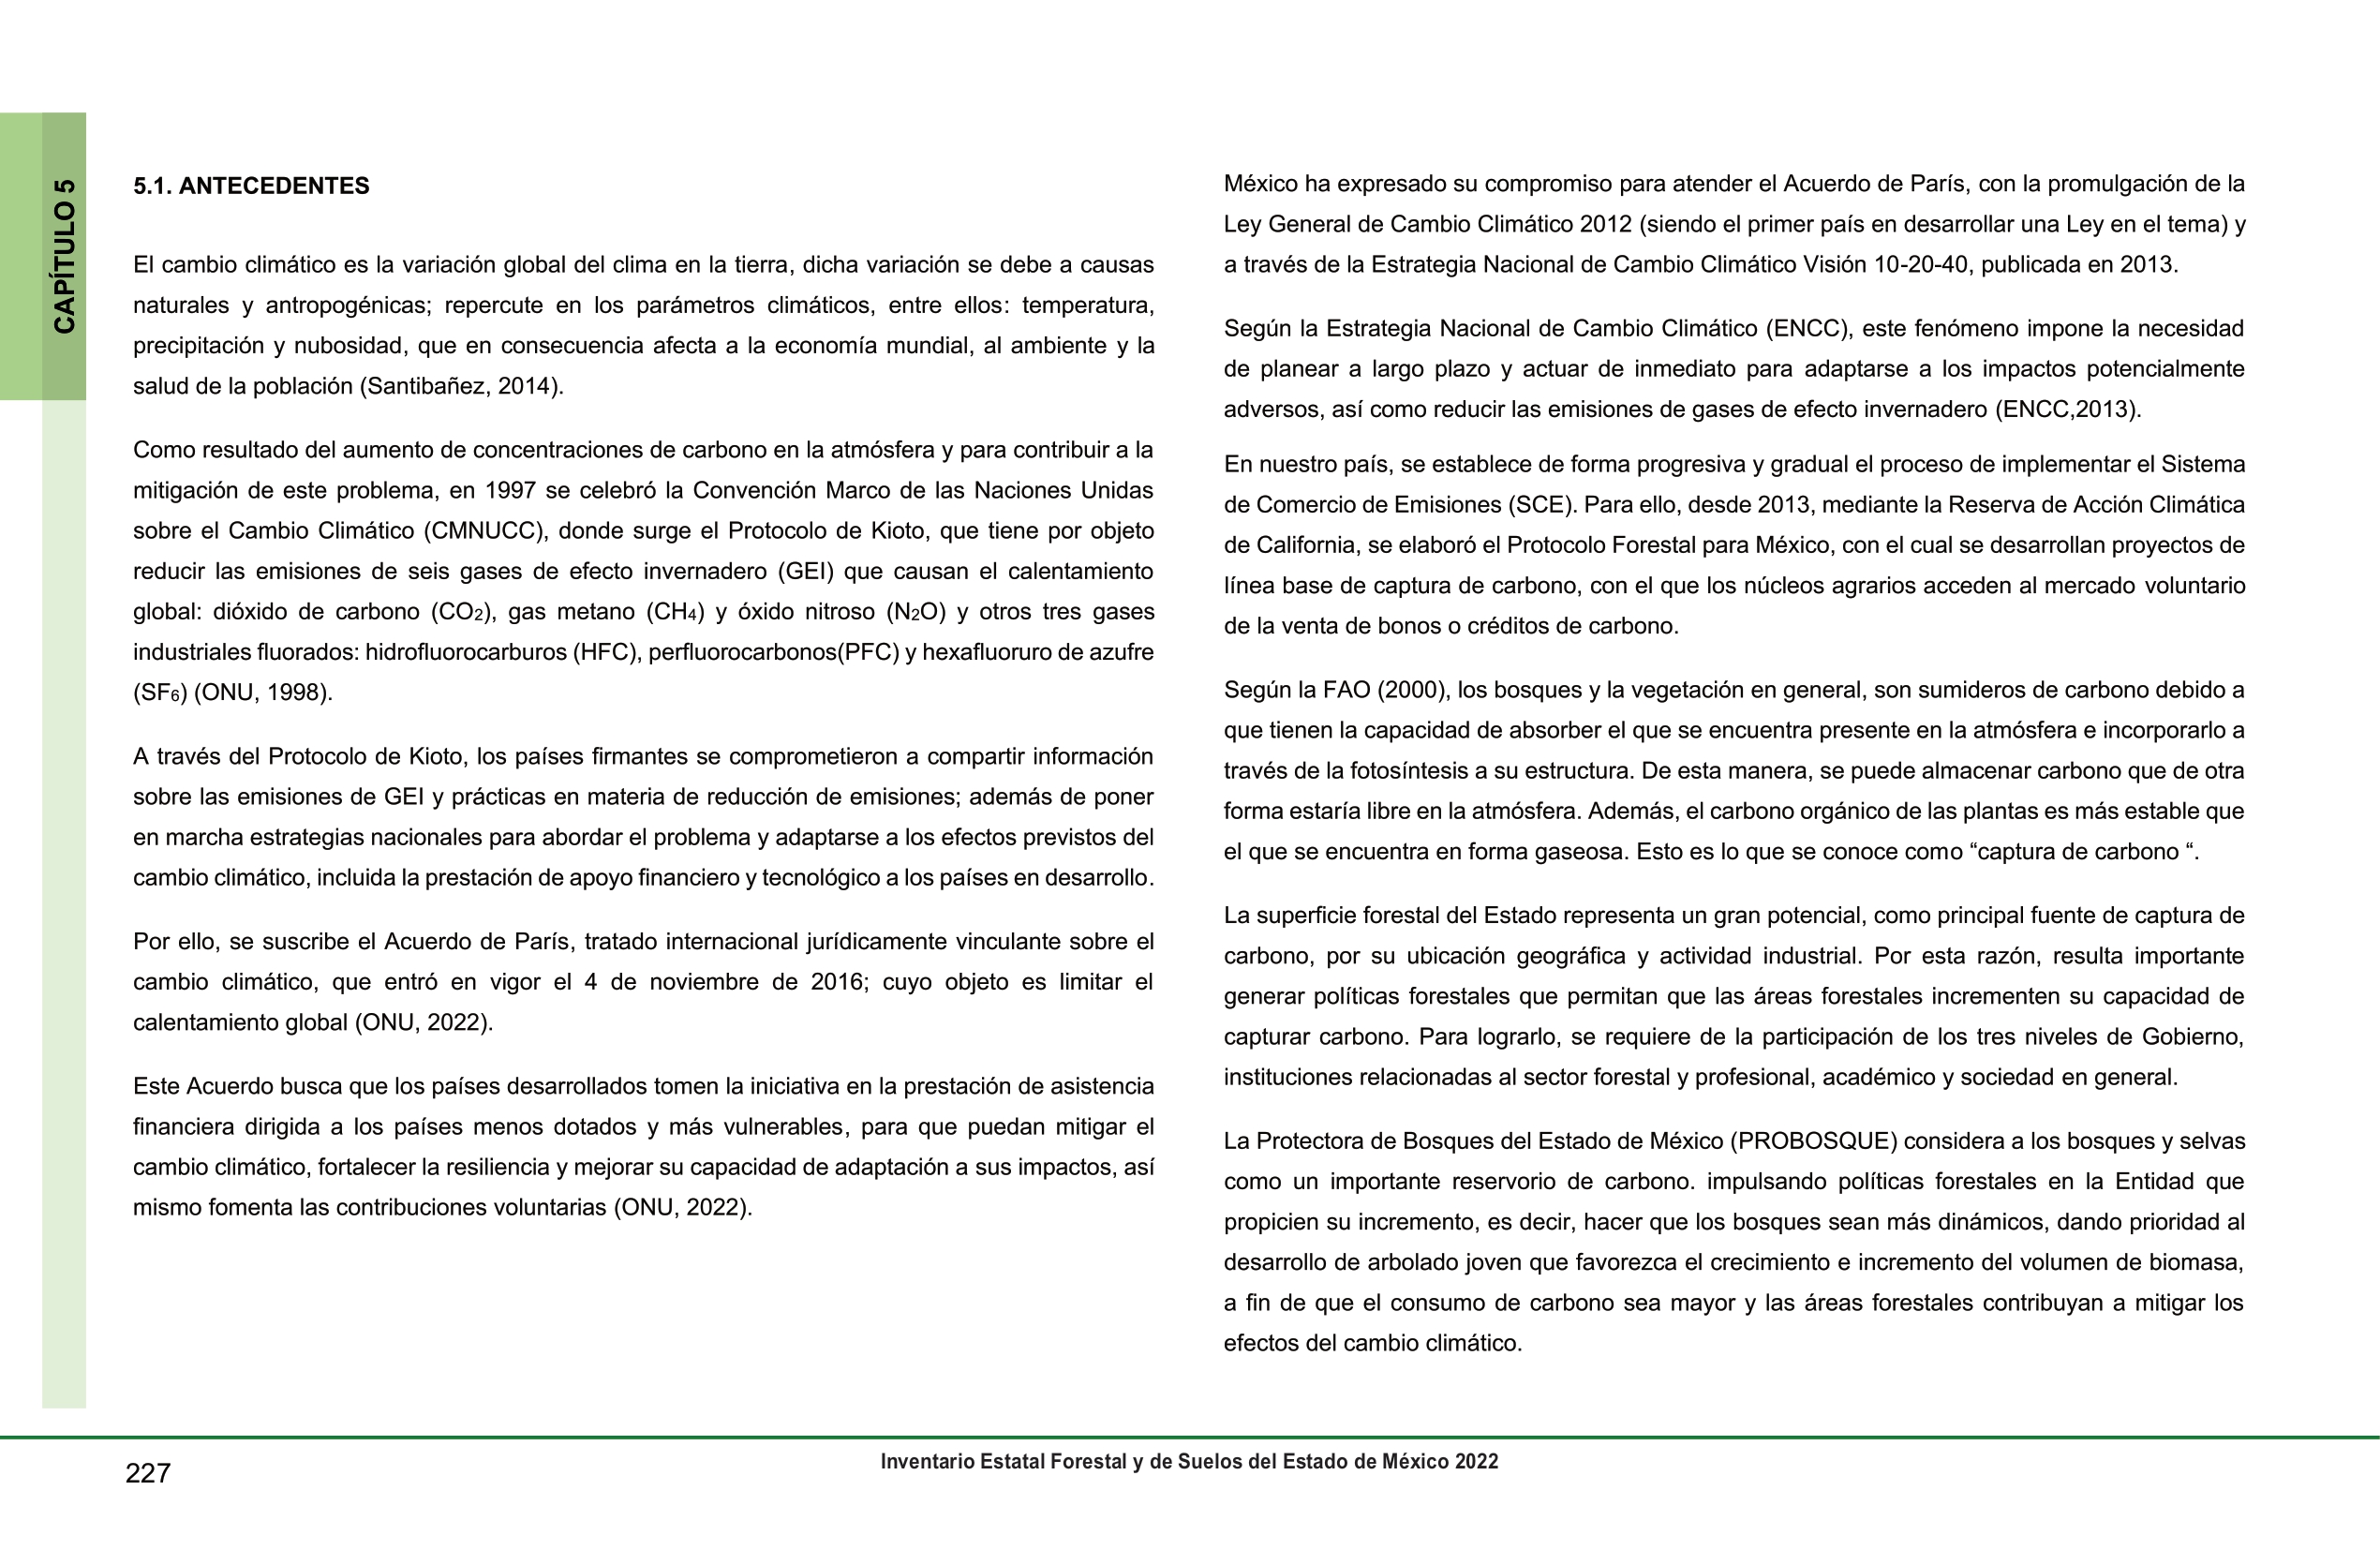 CAPÍTULO 5
5.1. ANTECEDENTES
El cambio climático es la variación global del clima en la tierra, dicha variación se debe a causas
naturales y antropogénicas; repercute en los parámetros climáticos, entre ellos: temperatura,
precipitación y nubosidad, que en consecuencia afecta a la economía mundial, al ambiente y la
salud de la población (Santibañez, 2014).
Como resultado del aumento de concentraciones de carbono en la atmósfera y para contribuir a la
mitigación de este problema, en 1997 se celebró la Convención Marco de las Naciones Unidas
sobre el Cambio Climático (CMNUCC), donde surge el Protocolo de Kioto, que tiene por objeto
reducir las emisiones de seis gases de efecto invernadero (GEI) que causan el calentamiento
global: dióxido de carbono (CO₂), gas metano (CH₄) y óxido nitroso (N₂O) y otros tres gases
industriales fluorados: hidrofluorocarburos (HFC), perfluorocarbonos(PFC) y hexafluoruro de azufre
(SF₆) (ONU, 1998).
A través del Protocolo de Kioto, los países firmantes se comprometieron a compartir información
sobre las emisiones de GEI y prácticas en materia de reducción de emisiones; además de poner
en marcha estrategias nacionales para abordar el problema y adaptarse a los efectos previstos del
cambio climático, incluida la prestación de apoyo financiero y tecnológico a los países en desarrollo.
Por ello, se suscribe el Acuerdo de París, tratado internacional jurídicamente vinculante sobre el
cambio climático, que entró en vigor el 4 de noviembre de 2016; cuyo objeto es limitar el
calentamiento global (ONU, 2022).
Este Acuerdo busca que los países desarrollados tomen la iniciativa en la prestación de asistencia
financiera dirigida a los países menos dotados y más vulnerables, para que puedan mitigar el
cambio climático, fortalecer la resiliencia y mejorar su capacidad de adaptación a sus impactos, así
mismo fomenta las contribuciones voluntarias (ONU, 2022).
México ha expresado su compromiso para atender el Acuerdo de París, con la promulgación de la
Ley General de Cambio Climático 2012 (siendo el primer país en desarrollar una Ley en el tema) y
a través de la Estrategia Nacional de Cambio Climático Visión 10-20-40, publicada en 2013.
Según la Estrategia Nacional de Cambio Climático (ENCC), este fenómeno impone la necesidad
de planear a largo plazo y actuar de inmediato para adaptarse a los impactos potencialmente
adversos, así como reducir las emisiones de gases de efecto invernadero (ENCC,2013).
En nuestro país, se establece de forma progresiva y gradual el proceso de implementar el Sistema
de Comercio de Emisiones (SCE). Para ello, desde 2013, mediante la Reserva de Acción Climática
de California, se elaboró el Protocolo Forestal para México, con el cual se desarrollan proyectos de
línea base de captura de carbono, con el que los núcleos agrarios acceden al mercado voluntario
de la venta de bonos o créditos de carbono.
Según la FAO (2000), los bosques y la vegetación en general, son sumideros de carbono debido a
que tienen la capacidad de absorber el que se encuentra presente en la atmósfera e incorporarlo a
través de la fotosíntesis a su estructura. De esta manera, se puede almacenar carbono que de otra
forma estaría libre en la atmósfera. Además, el carbono orgánico de las plantas es más estable que
el que se encuentra en forma gaseosa. Esto es lo que se conoce como “captura de carbono “.
La superficie forestal del Estado representa un gran potencial, como principal fuente de captura de
carbono, por su ubicación geográfica y actividad industrial. Por esta razón, resulta importante
generar políticas forestales que permitan que las áreas forestales incrementen su capacidad de
capturar carbono. Para lograrlo, se requiere de la participación de los tres niveles de Gobierno,
instituciones relacionadas al sector forestal y profesional, académico y sociedad en general.
La Protectora de Bosques del Estado de México (PROBOSQUE) considera a los bosques y selvas
como un importante reservorio de carbono. impulsando políticas forestales en la Entidad que
propicien su incremento, es decir, hacer que los bosques sean más dinámicos, dando prioridad al
desarrollo de arbolado joven que favorezca el crecimiento e incremento del volumen de biomasa,
a fin de que el consumo de carbono sea mayor y las áreas forestales contribuyan a mitigar los
efectos del cambio climático.
227
Inventario Estatal Forestal y de Suelos del Estado de México 2022